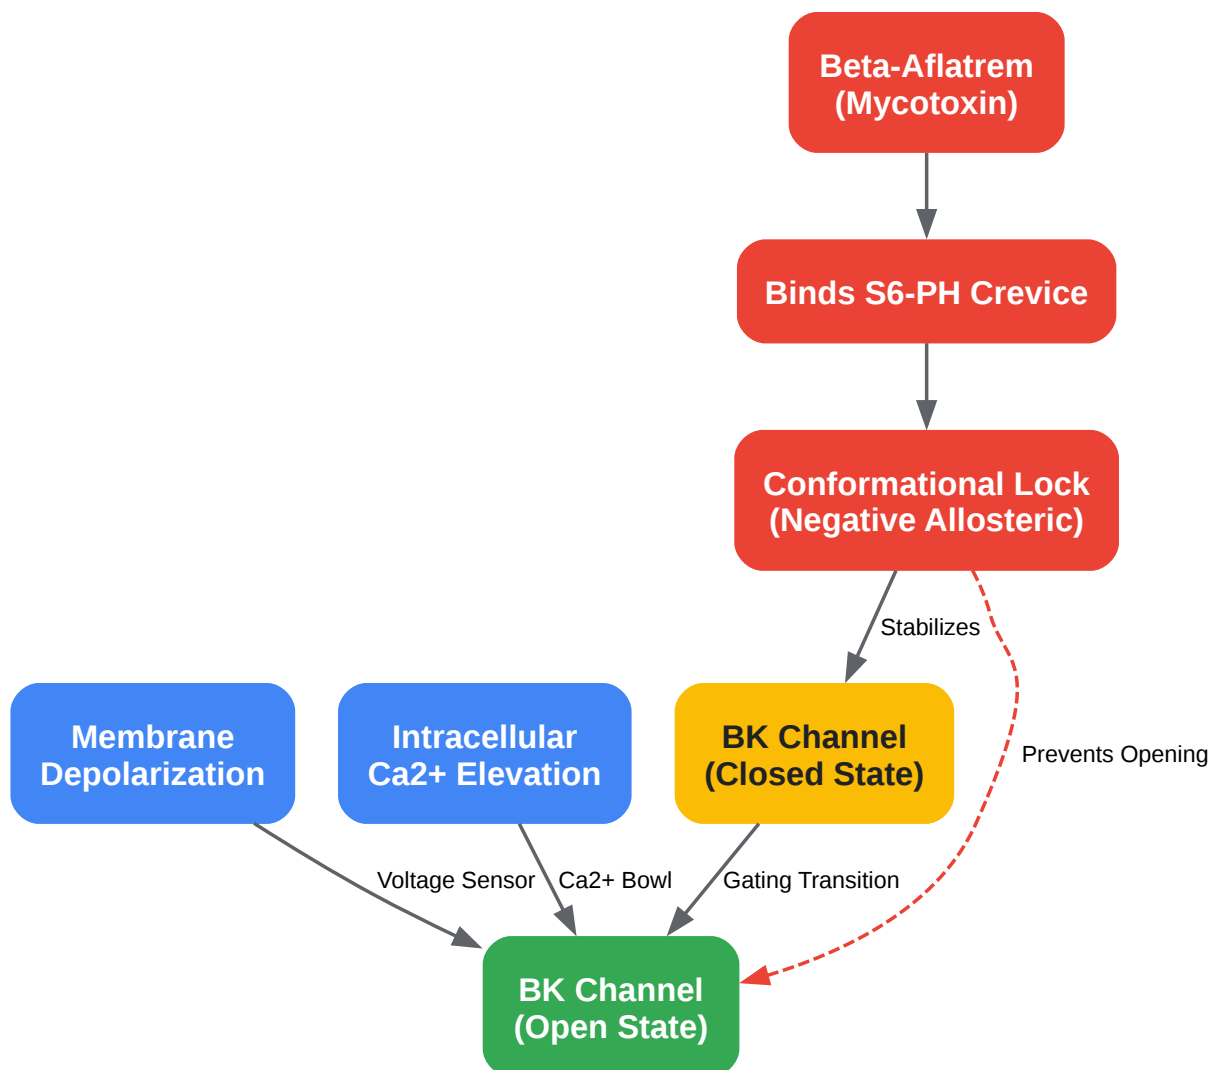 Beta-Aflatrem
(Mycotoxin)
Binds S6-PH Crevice
Conformational Lock
(Negative Allosteric)
Stabilizes
Membrane
Depolarization
Intracellular
Ca2+ Elevation
BK Channel
(Closed State)
Prevents Opening
Voltage Sensor
Ca2+ Bowl
Gating Transition
BK Channel
(Open State)